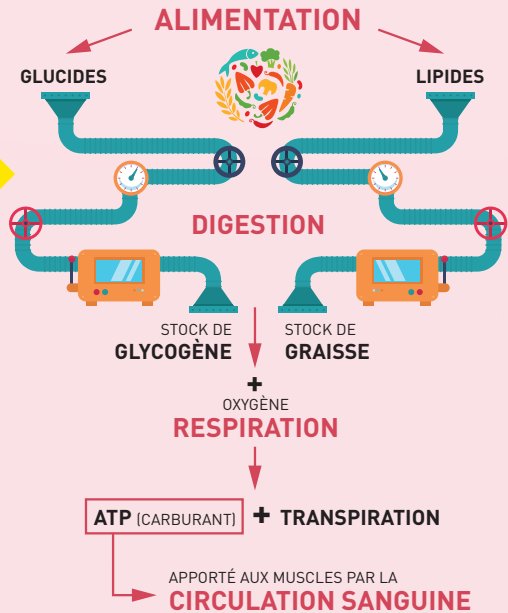 ALIMENTATION
GLUCIDES
LIPIDES
DIGESTION
STOCK DE
GLYCOGÈNE
STOCK DE
GRAISSE
+
OXYGÈNE
RESPIRATION
ATP (CARBURANT) + TRANSPIRATION
APPORTÉ AUX MUSCLES PAR LA
CIRCULATION SANGUINE